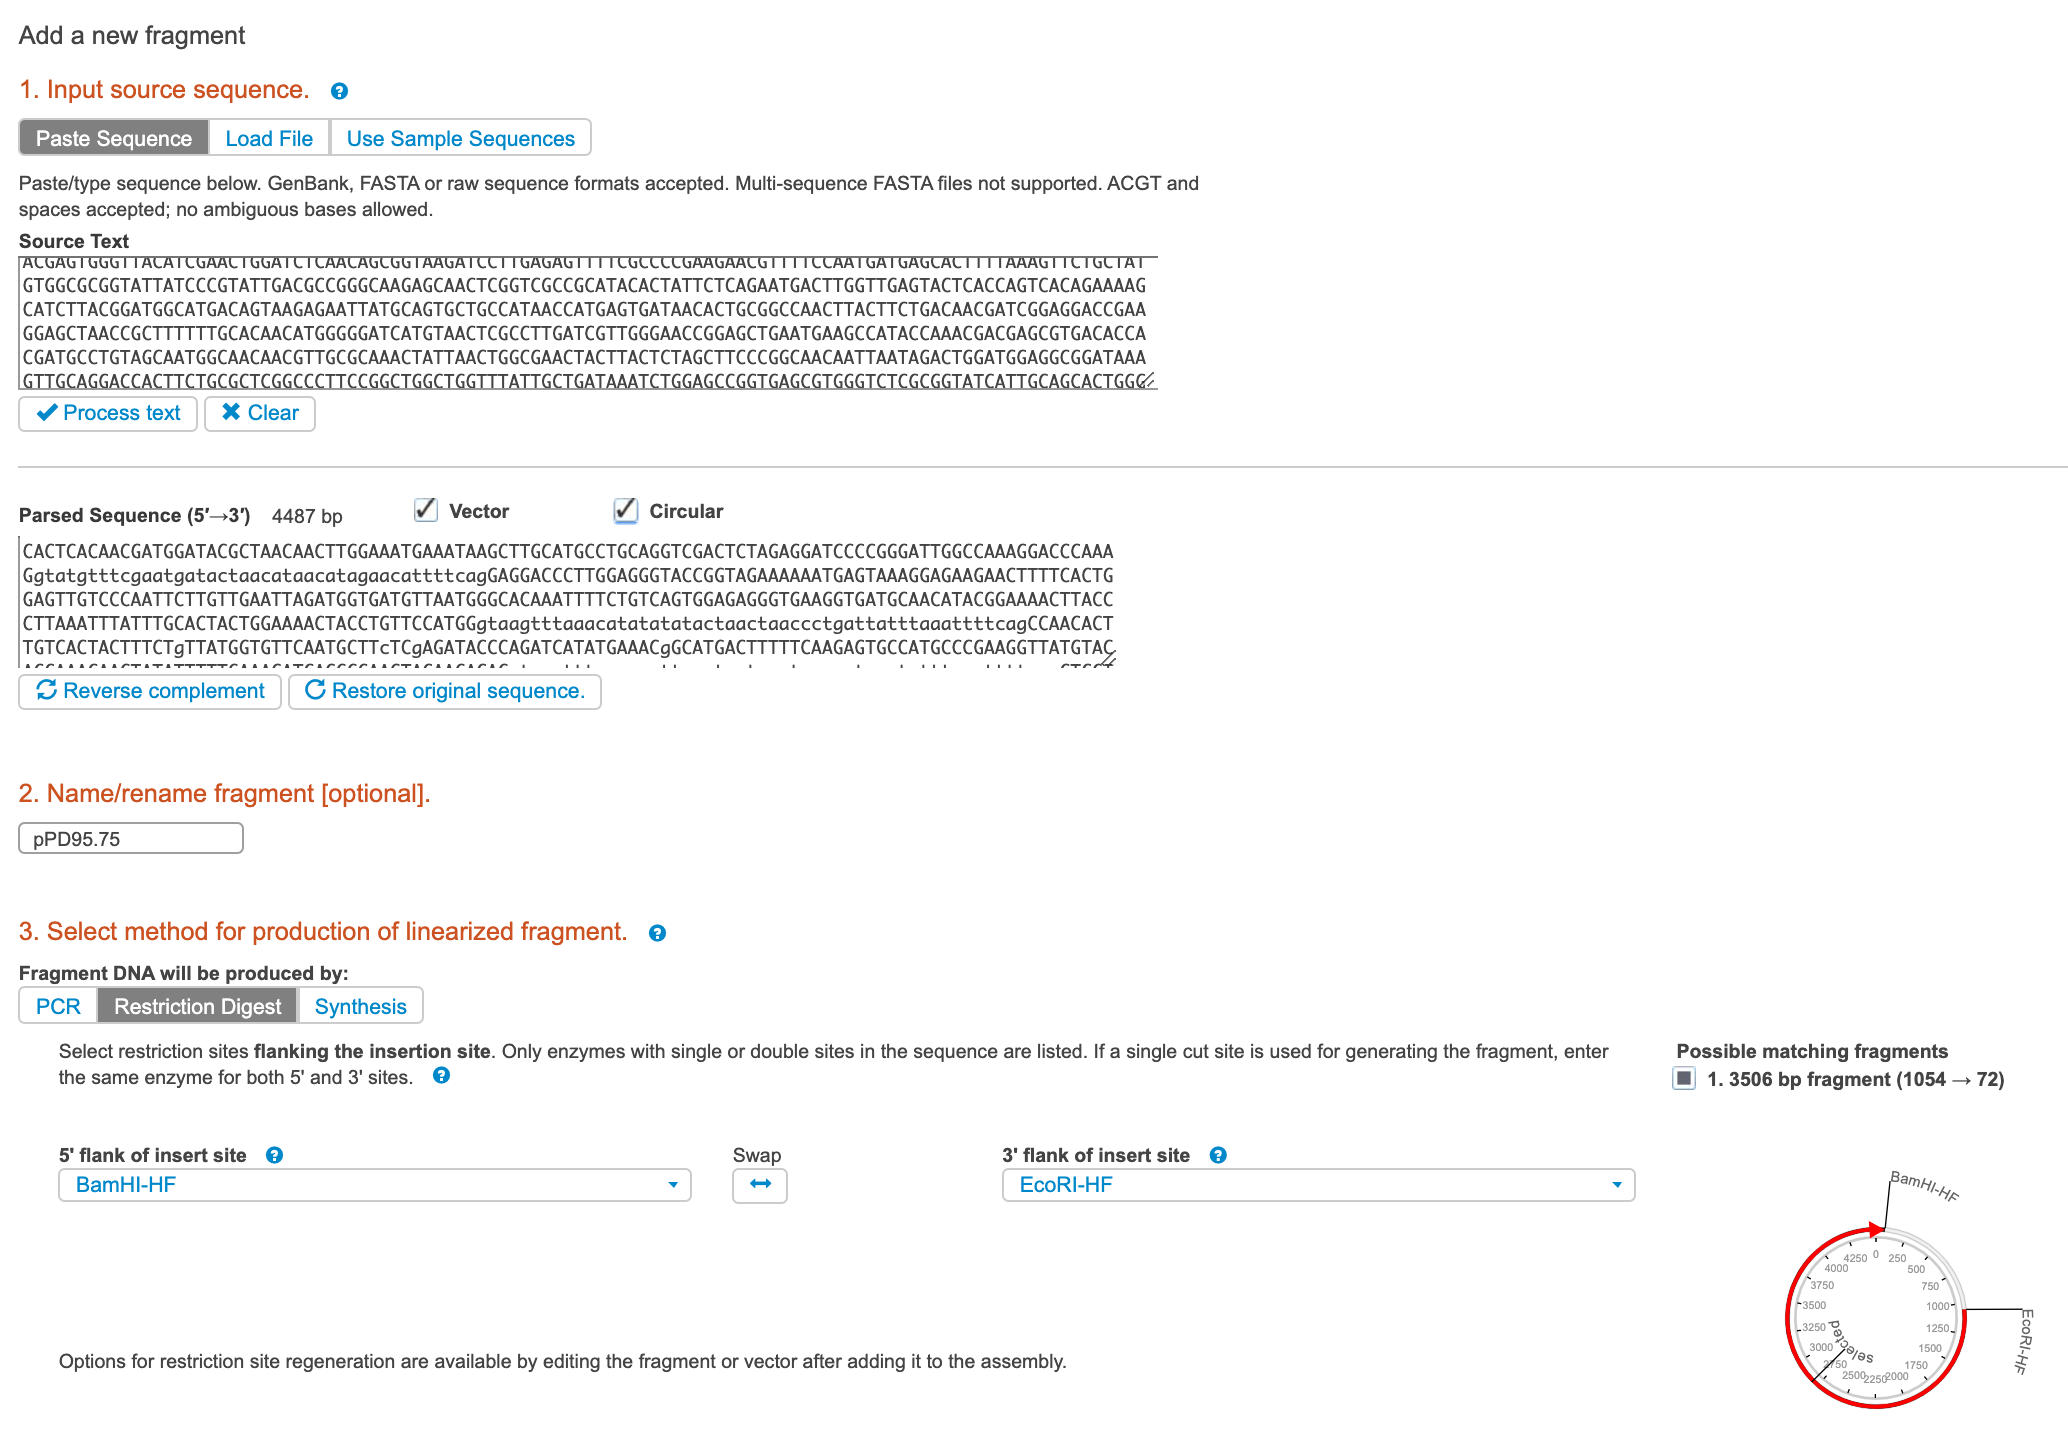 Add a new fragment
1. Input source sequence.
Paste Sequence Load File Use Sample Sequences
Paste/type sequence below. GenBank, FASTA or raw sequence formats accepted. Multi-sequence FASTA files not supported. ACGT and
spaces accepted; no ambiguous bases allowed.
Source Text
ACGAGTGGGTTACATCGAACTGGATCTCAACAGCGGTAAGATCCTTGAGAGTTTTCGCCCCGAAGAACGTTTTCCAATGATGAGCACTTTTAAAGTTCTGCTAT
GTGGCGCGGTATTATCCCGTATTGACGCCGGGCAAGAGCAACTCGGTCGCCGCATACACTATTCTCAGAATGACTTGGTTGAGTACTCACCAGTCACAGAAAAG
CATCTTACGGATGGCATGACAGTAAGAGAATTATGCAGTGCTGCCATAACCATGAGTGATAACACTGCGGCCAACTTACTTCTGACAACGATCGGAGGACCGAA
GGAGCTAACCGCTTTTTTGCACAACATGGGGGATCATGTAACTCGCCTTGATCGTTGGGAACCGGAGCTGAATGAAGCCATACCAAACGACGAGCGTGACACCA
CGATGCCTGTAGCAATGGCAACAACGTTGCGCAAACTATTAACTGGCGAACTACTTACTCTAGCTTCCCGGCAACAATTAATAGACTGGATGGAGGCGGATAAA
GTTGCAGGACCACTTCTGCGCTCGGCCCTTCCGGCTGGCTGGTTTATTGCTGATAAATCTGGAGCCGGTGAGCGTGGGTCTCGCGGTATCATTGCAGCACTGGG
Process text Clear
Parsed Sequence (5′→3′) 4487 bp Vector Circular
CACTCACAACGATGGATACGCTAACAACTTGGAAATGAAATAAGCTTGCATGCCTGCAGGTCGACTCTAGAGGATCCCCGGGATTGGCCAAAGGACCCAAA
GgtatgtttcgaatgatactaacataacatagaacattttcagGAGGACCCTTGGAGGGTACCGGTAGAAAAAATGAGTAAAGGAGAAGAACTTTTCACTG
GAGTTGTCCCAATTCTTGTTGAATTAGATGGTGATGTTAATGGGCACAAATTTTCTGTCAGTGGAGAGGGTGAAGGTGATGCAACATACGGAAAACTTACC
CTTAAATTTATTTGCACTACTGGAAAACTACCTGTTCCATGGgtaagtttaaacatatatatactaactaaccctgattatttaaattttcagCCAACACT
TGTCACTACTTTCTgTTATGGTGTTCAATGCTTcTCgAGATACCCAGATCATATGAAACgGCATGACTTTTTCAAGAGTGCCATGCCCGAAGGTTATGTAC
Reverse complement Restore original sequence.
2. Name/rename fragment [optional].
pPD95.75
3. Select method for production of linearized fragment.
Fragment DNA will be produced by:
PCR Restriction Digest Synthesis
Select restriction sites flanking the insertion site. Only enzymes with single or double sites in the sequence are listed. If a single cut site is used for generating the fragment, enter
the same enzyme for both 5' and 3' sites.
Possible matching fragments
1. 3506 bp fragment (1054 → 72)
5' flank of insert site Swap 3' flank of insert site
BamHI-HF EcoRI-HF
BamHI-HF
EcoRI-HF
selected
0
250
500
750
1000
1250
1500
1750
2000
2250
2500
2750
3000
3250
3500
3750
4000
4250
Options for restriction site regeneration are available by editing the fragment or vector after adding it to the assembly.